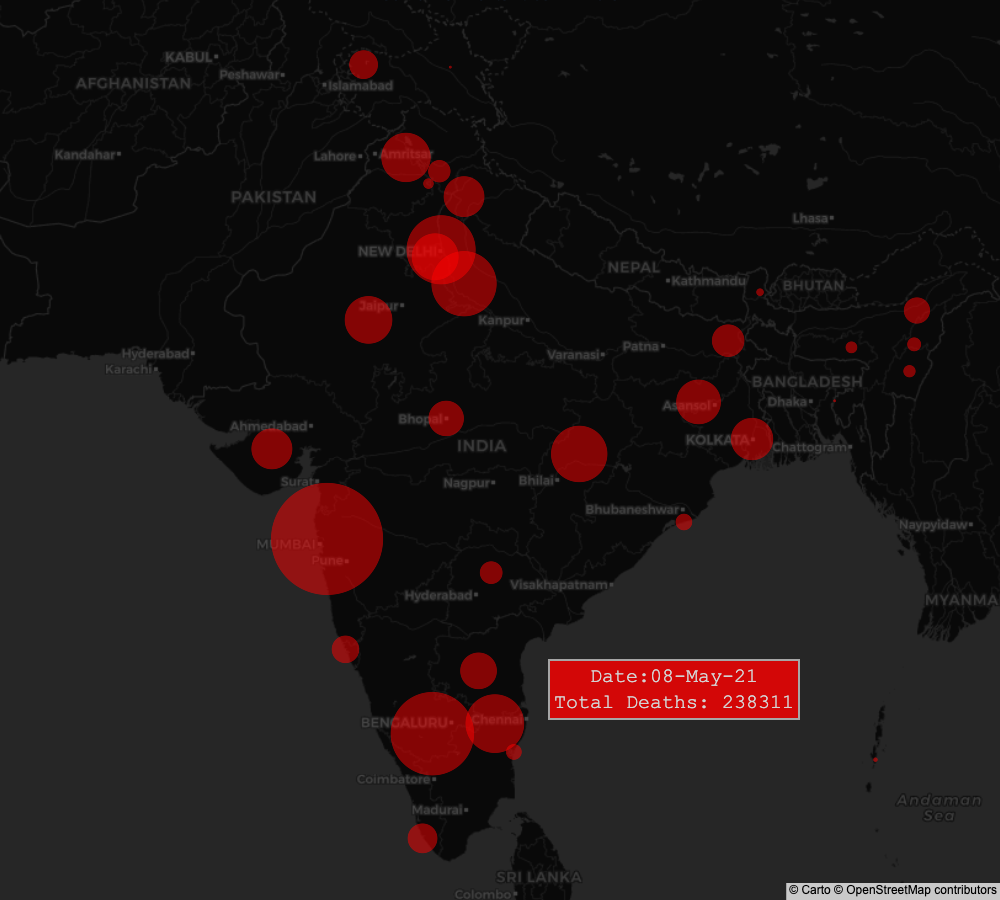 KABUL
Peshawar
AFGHANISTAN
Islamabad
Kandahar
Lahore
Amritsar
PAKISTAN
Lhasa
NEW DELHI
NEPAL
Kathmandu
BHUTAN
Jaipur
Kanpur
Hyderabad
Varanasi
Patna
Karachi
BANGLADESH
Asansol
Dhaka
Ahmedabad
Bhopal
INDIA
KOLKATA
Chattogram
Surat
Nagpur
Bhilai
Bhubaneshwar
Naypyidaw
MUMBAI
Pune
Visakhapatnam
Hyderabad
MYANMA
Date:08-May-21
Total Deaths: 238311
BENGALURU
Chennai
Coimbatore
Madurai
Andaman
Sea
SRI LANKA
Colombo
© Carto © OpenStreetMap contributors